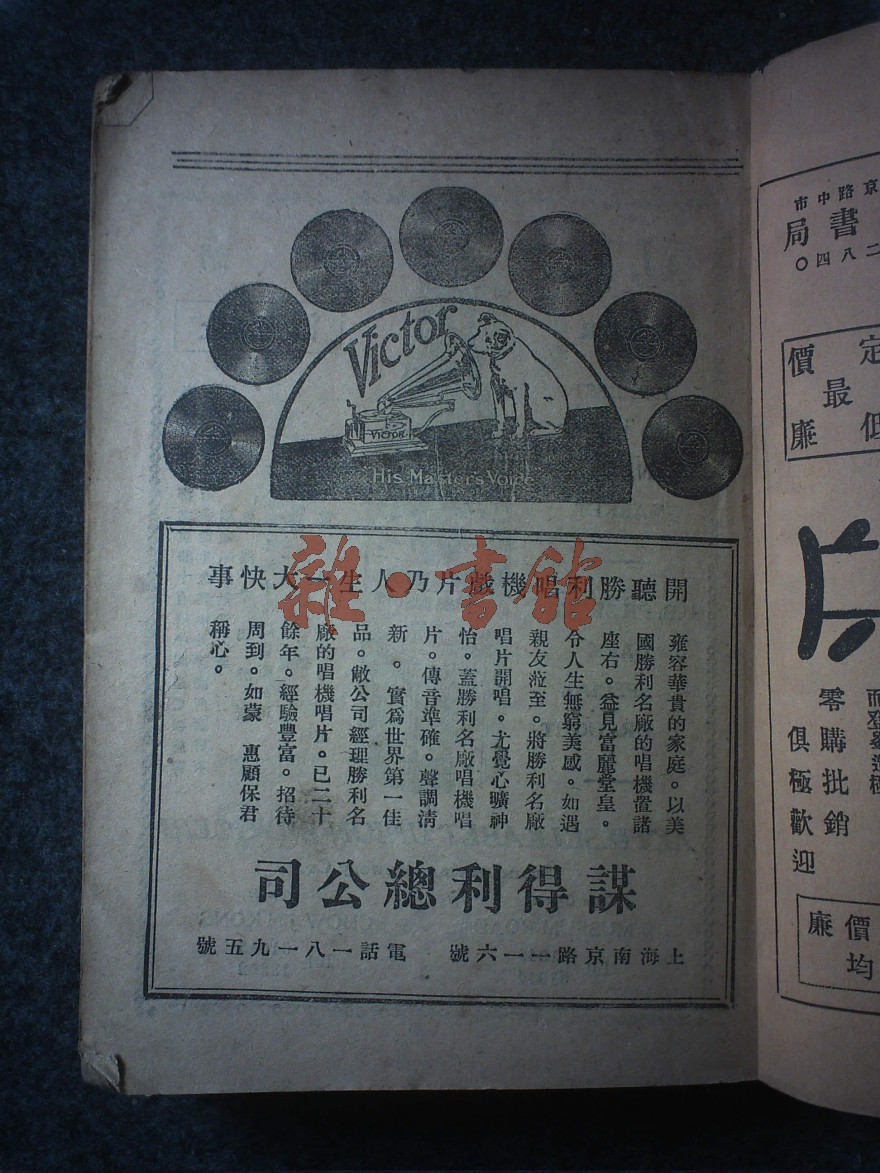 Victor
VICTOR
His Master's Voice
開聽勝利唱機戲片乃人生一大快事
雜·書館
雍容華貴的家庭。以美
國勝利名廠的唱機置諸
座右。益見富麗堂皇。
令人生無窮美感。如遇
親友涖至。將勝利名廠
唱片開唱。尤覺心曠神
怡。蓋勝利名廠唱機唱
片。傳音準確。聲調清
新。實爲世界第一佳
品。敝公司經理勝利名
廠的唱機唱片。已二十
餘年。經驗豐富。招待
周到。如蒙 惠顧保君
稱心。
謀得利總公司
上海南京路一一六號 電話一八一九五號
京路中市
書局
二八四〇
定價
最
低廉
片
零購批銷
俱極歡迎
價廉
均